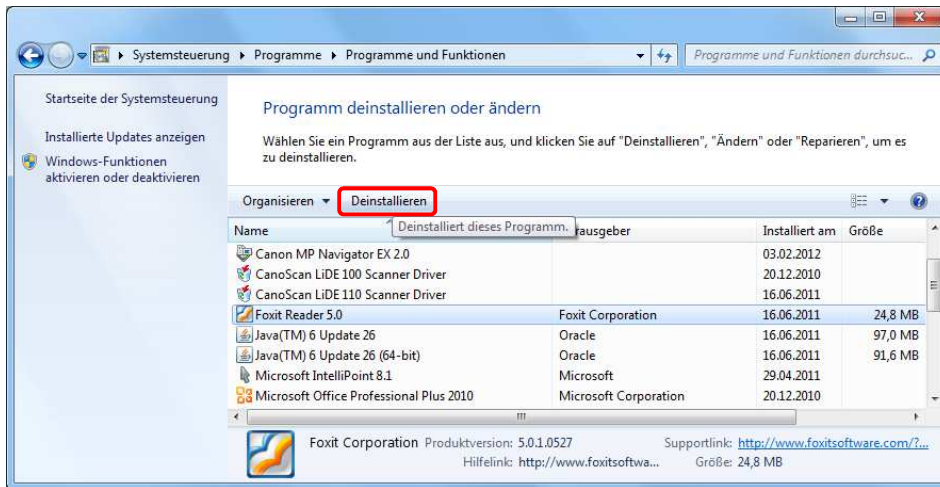 Systemsteuerung ▸ Programme ▸ Programme und Funktionen
Programme und Funktionen durchsuc...
Startseite der Systemsteuerung
Installierte Updates anzeigen
Windows-Funktionen
aktivieren oder deaktivieren
Programm deinstallieren oder ändern
Wählen Sie ein Programm aus der Liste aus, und klicken Sie auf "Deinstallieren", "Ändern" oder "Reparieren", um es
zu deinstallieren.
Organisieren Deinstallieren
Deinstalliert dieses Programm.
Name rausgeber Installiert am Größe
Canon MP Navigator EX 2.0 03.02.2012
CanoScan LiDE 100 Scanner Driver 20.12.2010
CanoScan LiDE 110 Scanner Driver 16.06.2011
Foxit Reader 5.0 Foxit Corporation 16.06.2011 24,8 MB
Java(TM) 6 Update 26 Oracle 16.06.2011 97,0 MB
Java(TM) 6 Update 26 (64-bit) Oracle 16.06.2011 91,6 MB
Microsoft IntelliPoint 8.1 Microsoft 29.04.2011
Microsoft Office Professional Plus 2010 Microsoft Corporation 20.12.2010
Foxit Corporation Produktversion: 5.0.1.0527 Supportlink: http://www.foxitsoftware.com/?...
Hilfelink: http://www.foxitsoftwa... Größe: 24,8 MB